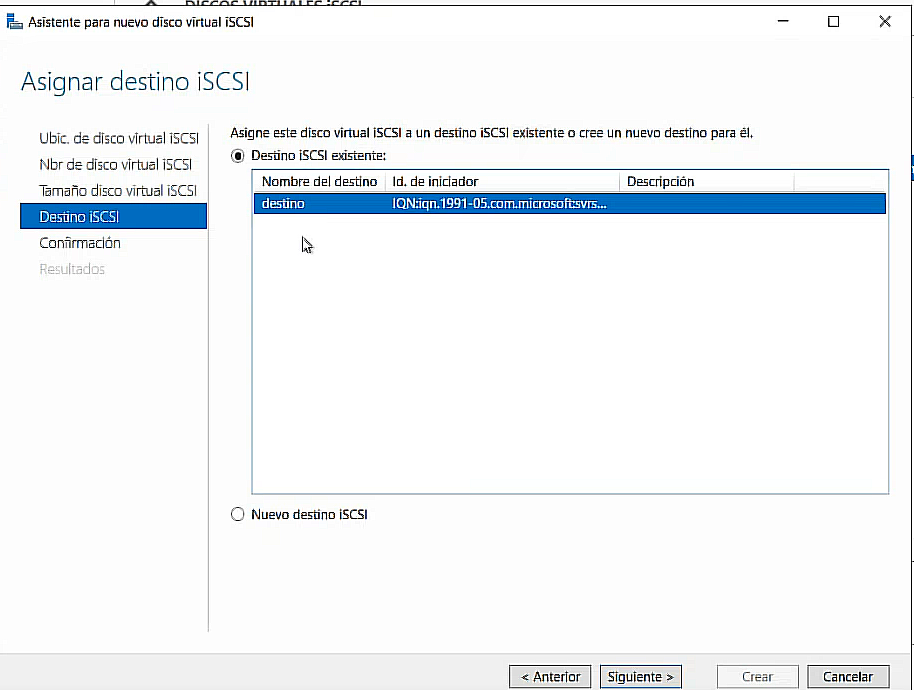 DISCOS VIRTUALES iSCSI
Asistente para nuevo disco virtual iSCSI
Asignar destino iSCSI
Ubic. de disco virtual iSCSI
Nbr de disco virtual iSCSI
Tamaño disco virtual iSCSI
Destino iSCSI
Confirmación
Resultados
Asigne este disco virtual iSCSI a un destino iSCSI existente o cree un nuevo destino para él.
Destino iSCSI existente:
Nombre del destino Id. de iniciador Descripción
destino IQN:iqn.1991-05.com.microsoft:svrs...
Nuevo destino iSCSI
< Anterior Siguiente > Crear Cancelar